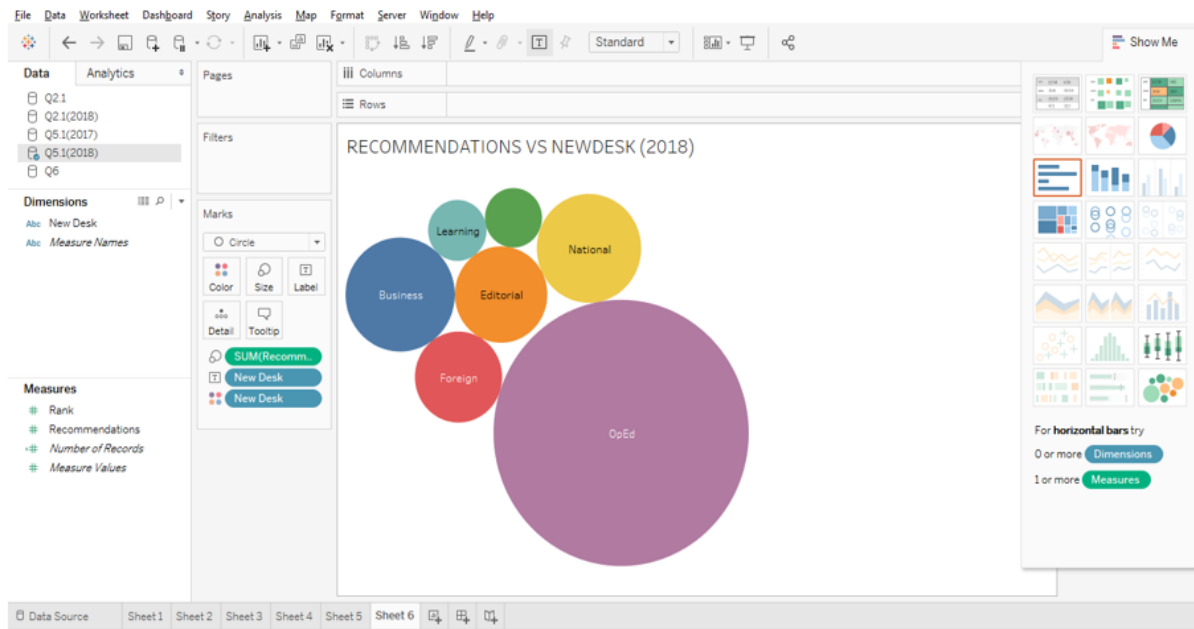 File Data Worksheet Dashboard Story Analysis Map Format Server Window Help
Standard
Show Me
Data Analytics
Q2.1
Q2.1(2018)
Q5.1(2017)
Q5.1(2018)
Q6
Dimensions
Abc New Desk
Abc Measure Names
Measures
# Rank
# Recommendations
# Number of Records
# Measure Values
Pages
Filters
Marks
Circle
Color Size Label
Detail Tooltip
SUM(Recomm..
New Desk
New Desk
Columns
Rows
RECOMMENDATIONS VS NEWDESK (2018)
Learning
National
Business
Editorial
Foreign
OpEd
For horizontal bars try
0 or more Dimensions
1 or more Measures
Data Source Sheet 1 Sheet 2 Sheet 3 Sheet 4 Sheet 5 Sheet 6